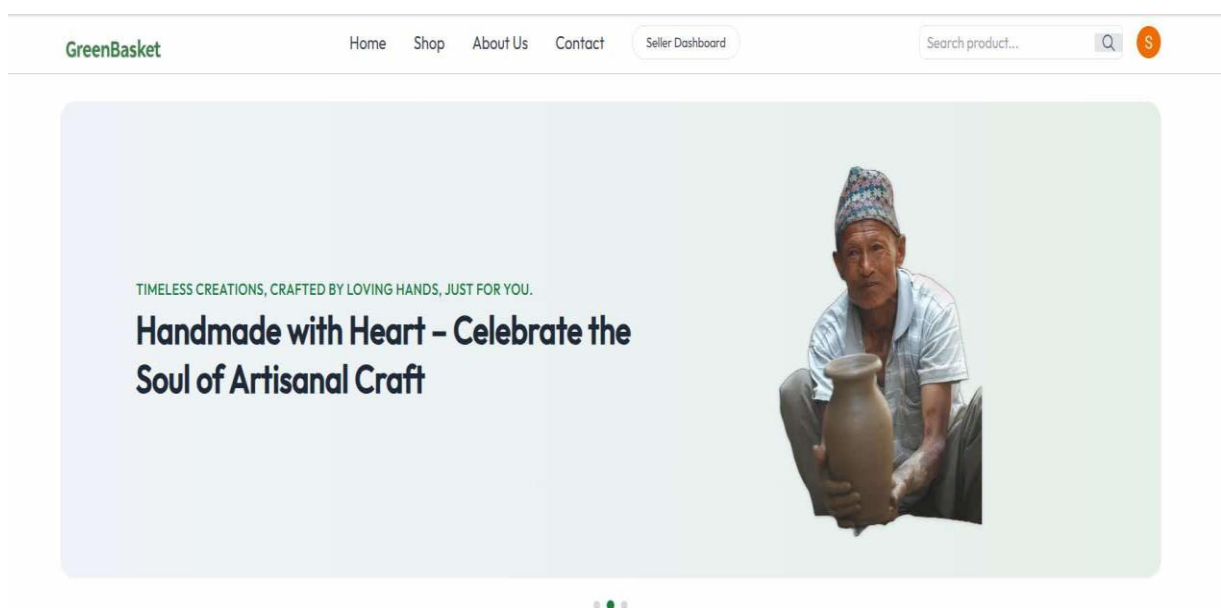 GreenBasket
Home Shop About Us Contact Seller Dashboard
Search product...
S
TIMELESS CREATIONS, CRAFTED BY LOVING HANDS, JUST FOR YOU.
Handmade with Heart – Celebrate the
Soul of Artisanal Craft